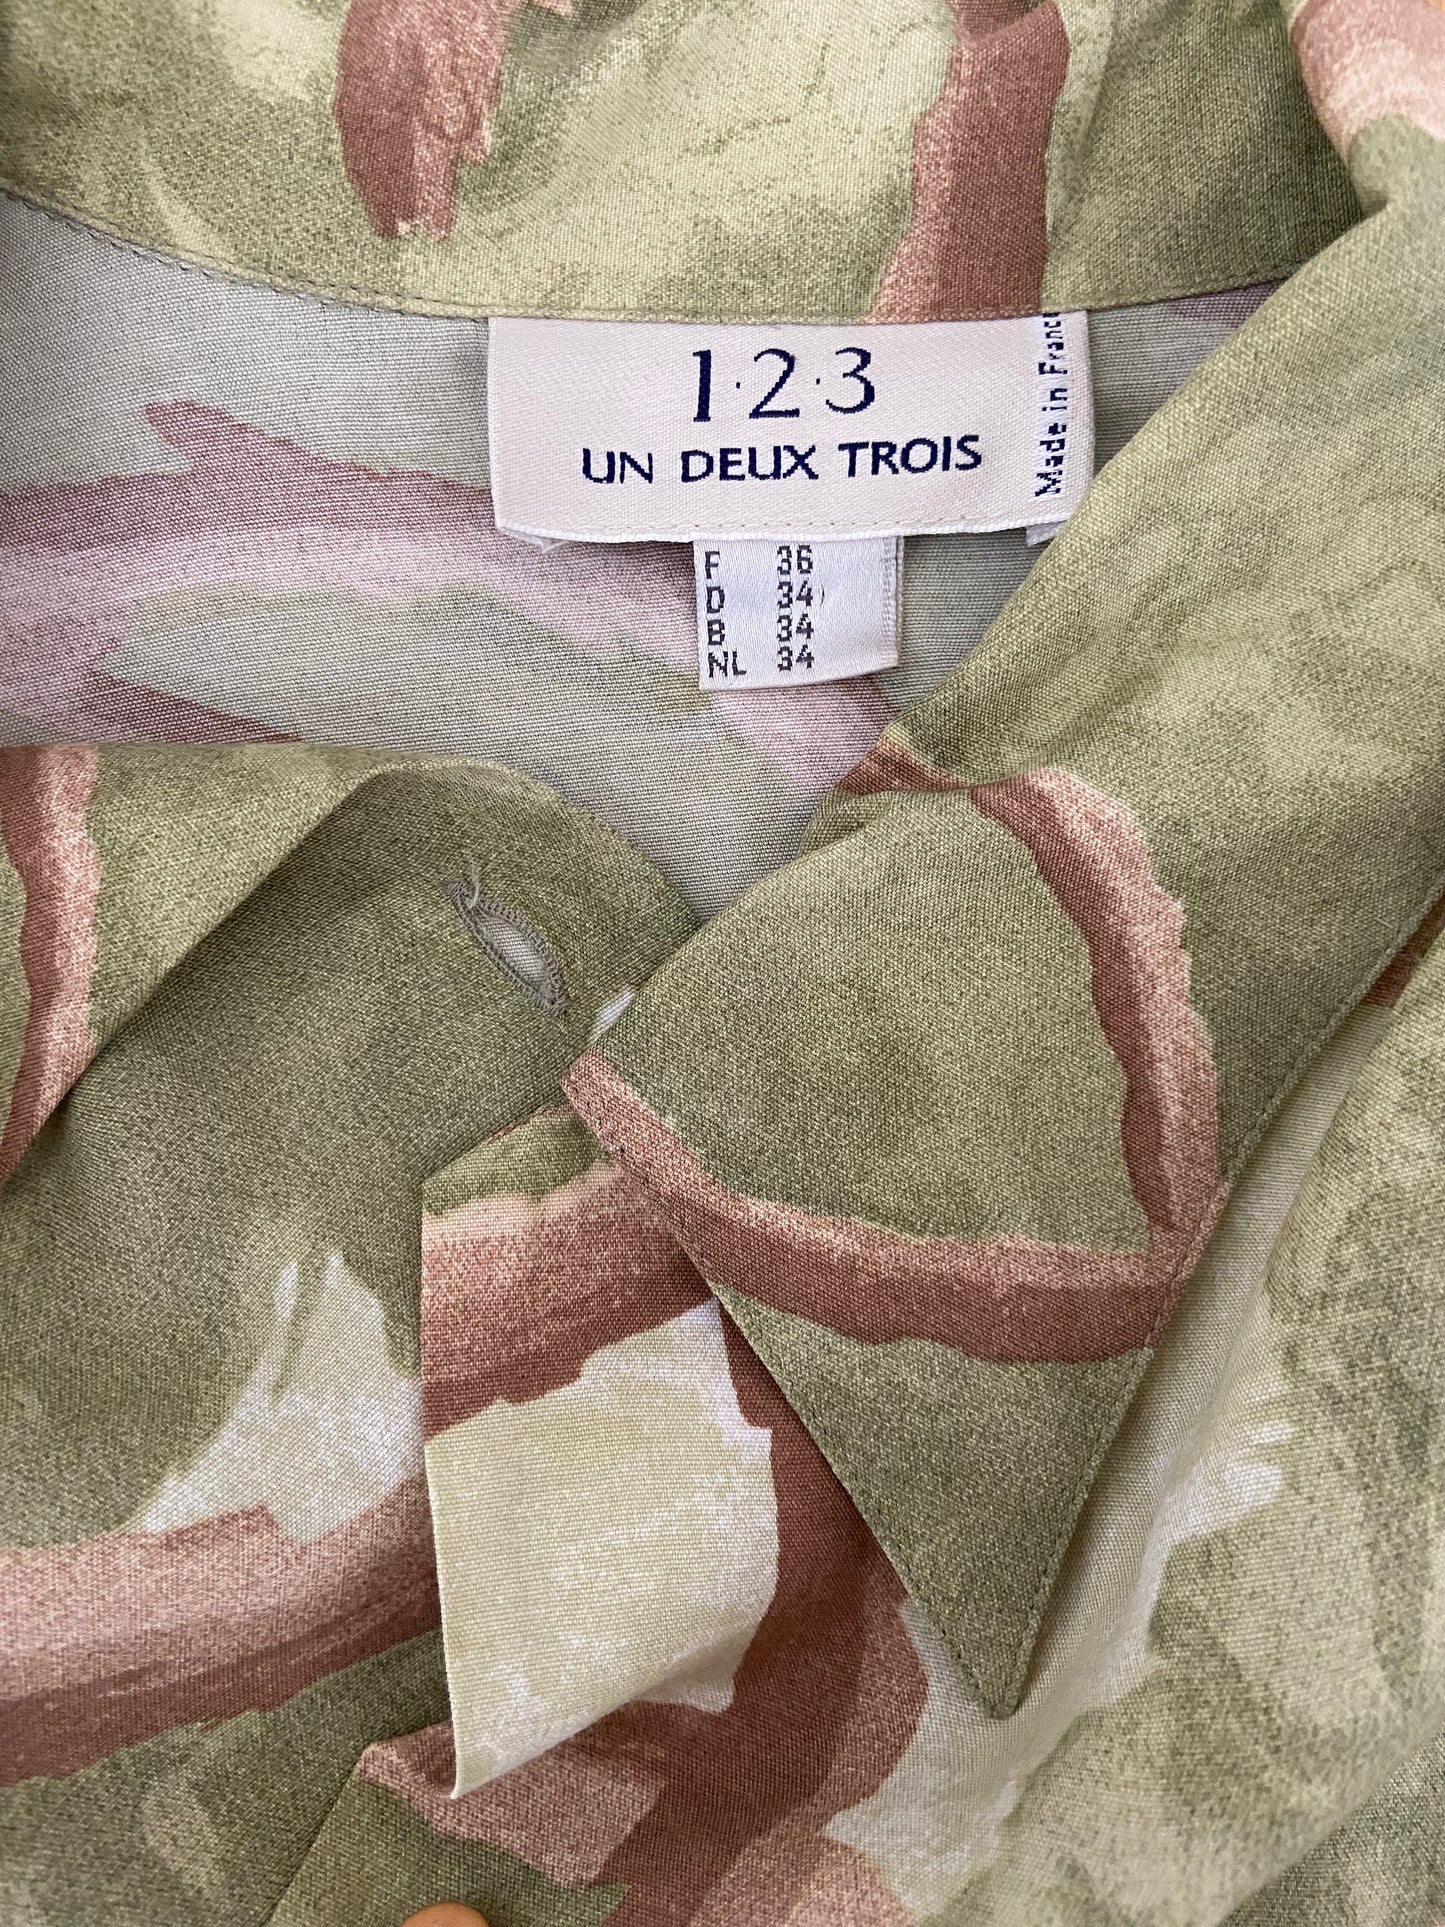 1·2·3
UN DEUX TROIS
Made in France
F 36
D 34
B 34
NL 34